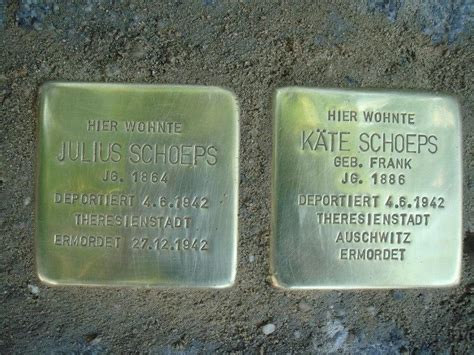 HIER WOHNTE
JULIUS SCHOEPS
JG. 1864
DEPORTIERT 4.6.1942
THERESIENSTADT
ERMORDET 27.12.1942
HIER WOHNTE
KÄTE SCHOEPS
GEB. FRANK
JG. 1886
DEPORTIERT 4.6.1942
THERESIENSTADT
AUSCHWITZ
ERMORDET